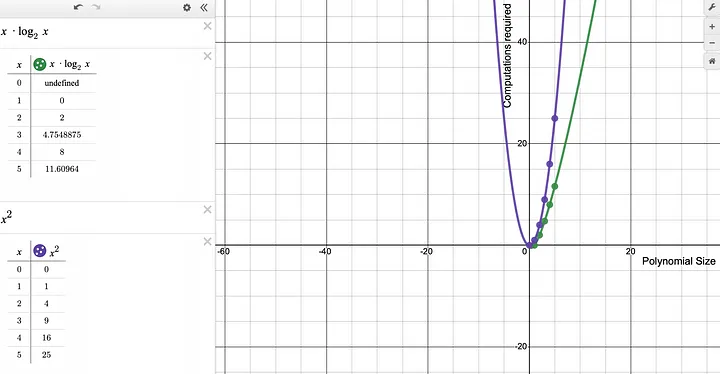 x · log₂ x
x x · log₂ x
0 undefined
1 0
2 2
3 4.7548875
4 8
5 11.60964
x²
x x²
0 0
1 1
2 4
3 9
4 16
5 25
Computations required
40
20
-60 -40 -20 0 20
Polynomial Size
-20